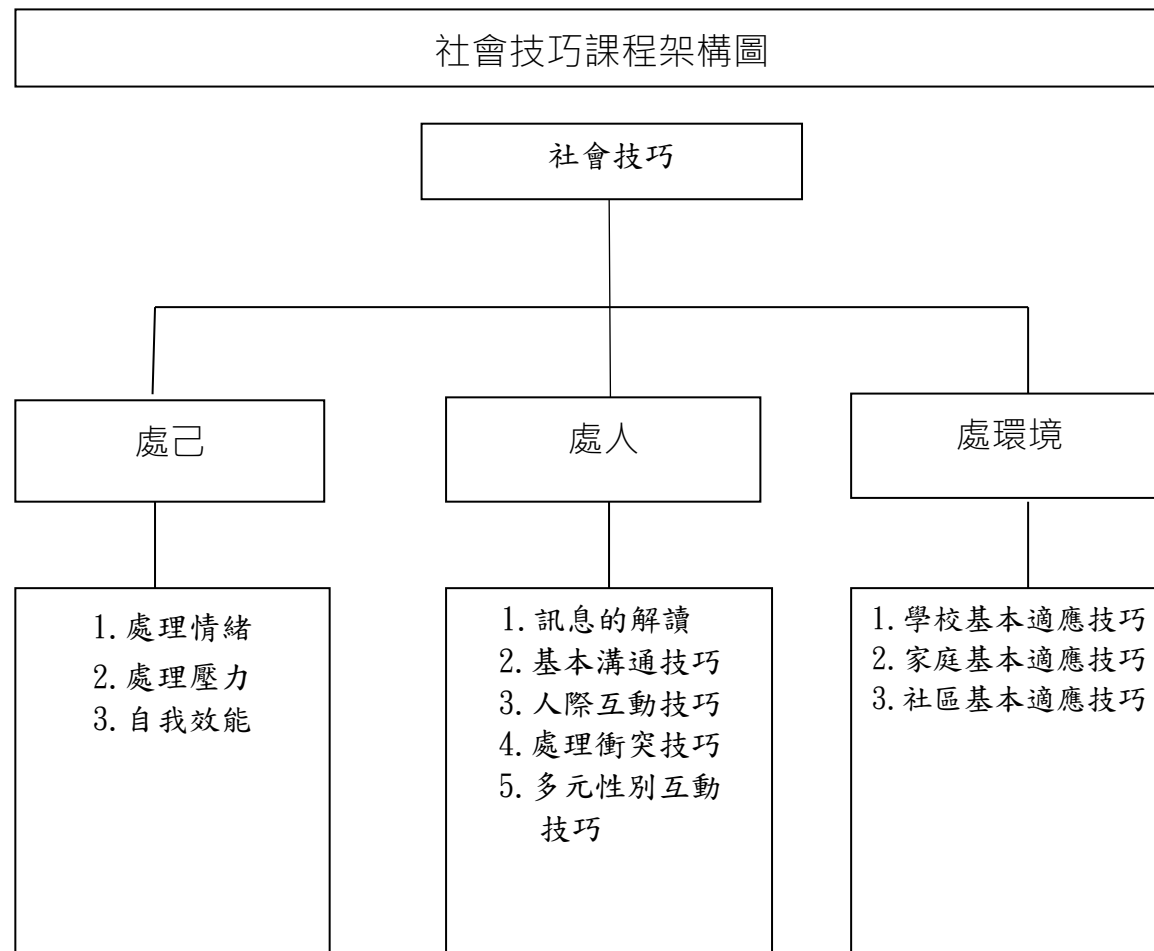 社會技巧課程架構圖
社會技巧
處己
處人
處環境
1.處理情緒
2.處理壓力
3.自我效能
1.訊息的解讀
2.基本溝通技巧
3.人際互動技巧
4.處理衝突技巧
5.多元性別互動
技巧
1.學校基本適應技巧
2.家庭基本適應技巧
3.社區基本適應技巧